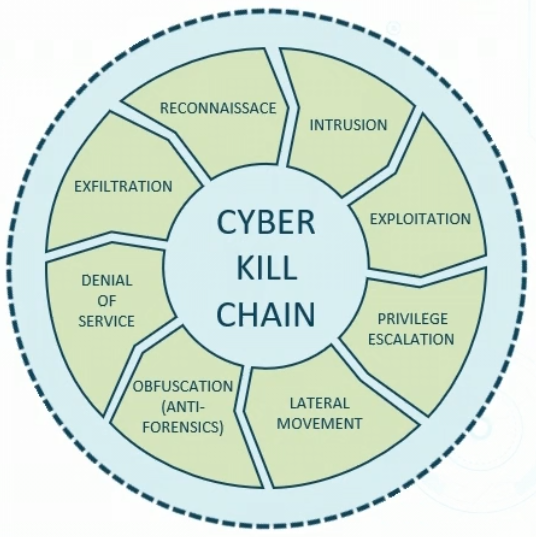 CYBER
KILL
CHAIN
RECONNAISSACE
INTRUSION
EXPLOITATION
PRIVILEGE
ESCALATION
LATERAL
MOVEMENT
OBFUSCATION
(ANTI-
FORENSICS)
DENIAL
OF
SERVICE
EXFILTRATION